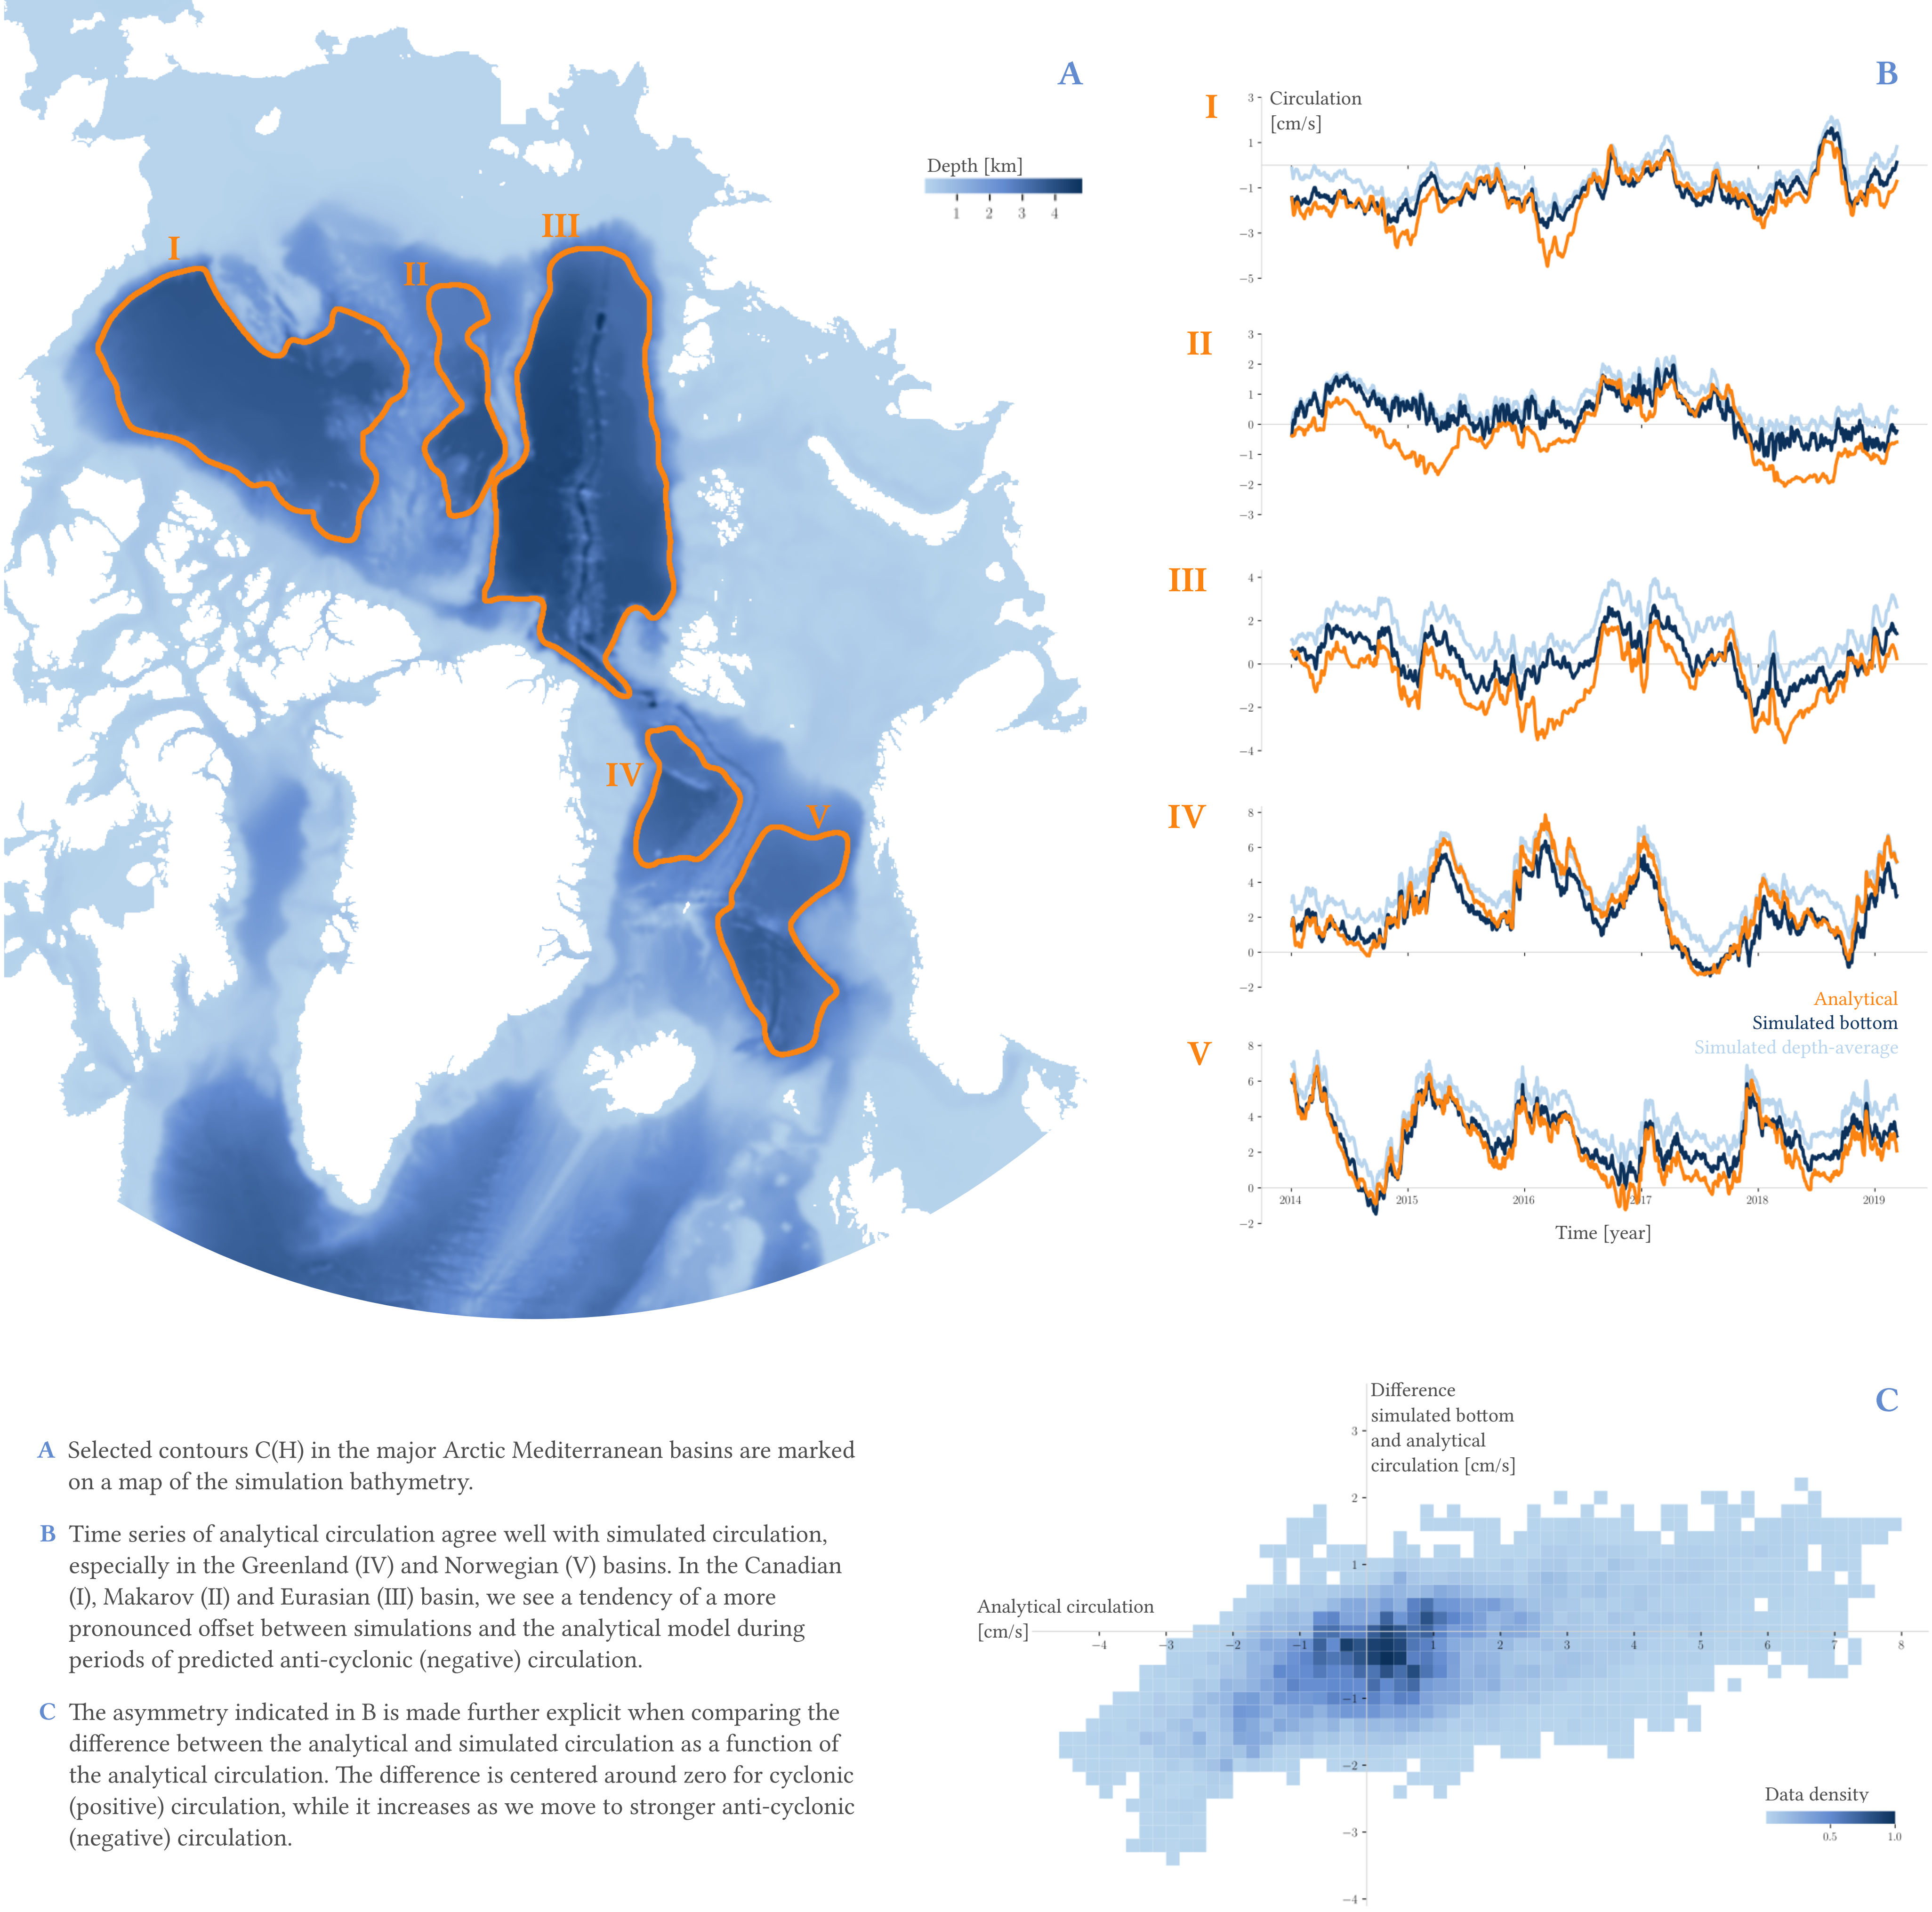 A
Depth [km]
1 2 3 4
I
II
III
IV
V
B
I
Circulation
[cm/s]
3
1
−1
−3
−5
II
3
2
1
0
−1
−2
−3
III
4
2
0
−2
−4
IV
8
6
4
2
0
−2
Analytical
Simulated bottom
Simulated depth-average
V
8
6
4
2
0
−2
2014 2015 2016 2017 2018 2019
Time [year]
A Selected contours C(H) in the major Arctic Mediterranean basins are marked
on a map of the simulation bathymetry.
B Time series of analytical circulation agree well with simulated circulation,
especially in the Greenland (IV) and Norwegian (V) basins. In the Canadian
(I), Makarov (II) and Eurasian (III) basin, we see a tendency of a more
pronounced offset between simulations and the analytical model during
periods of predicted anti-cyclonic (negative) circulation.
C The asymmetry indicated in B is made further explicit when comparing the
difference between the analytical and simulated circulation as a function of
the analytical circulation. The difference is centered around zero for cyclonic
(positive) circulation, while it increases as we move to stronger anti-cyclonic
(negative) circulation.
C
Difference
simulated bottom
and analytical
circulation [cm/s]
3
2
1
−1
−2
−3
−4
Analytical circulation
[cm/s]
−4 −3 −2 −1 1 2 3 4 5 6 7 8
Data density
0.5 1.0